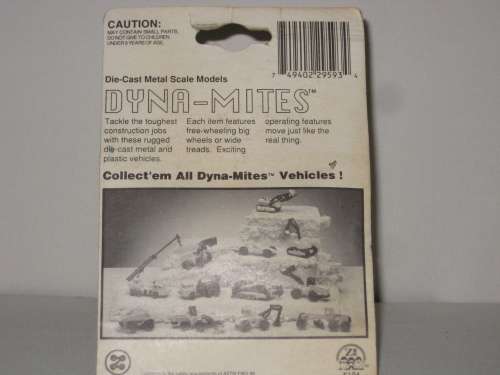 CAUTION:
MAY CONTAIN SMALL PARTS.
DO NOT GIVE TO CHILDREN
UNDER 3 YEARS OF AGE.
7 49402 29593 4
Die-Cast Metal Scale Models
DYNA-MITES™
Tackle the toughest
construction jobs
with these rugged
die-cast metal and
plastic vehicles.
Each item features
free-wheeling big
wheels or wide
treads. Exciting
operating features
move just like the
real thing.
Collect'em All Dyna-Mites™ Vehicles !